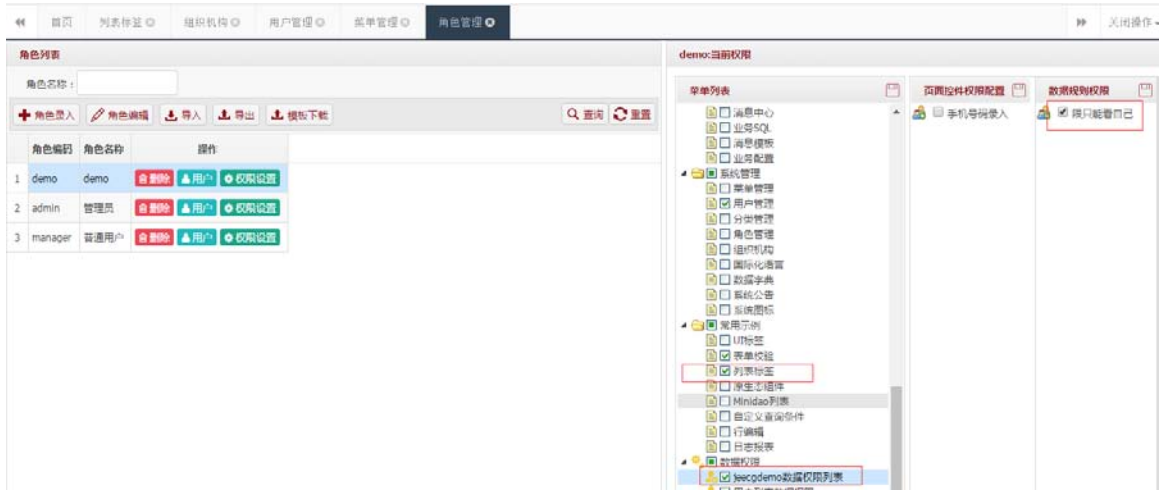 首页 列表标签 组织机构 用户管理 菜单管理 角色管理 关闭操作
角色列表
角色名称：
角色录入 角色编辑 导入 导出 模板下载 查询 重置
角色编码 角色名称 操作
1 demo demo 删除 用户 权限设置
2 admin 管理员 删除 用户 权限设置
3 manager 普通用户 删除 用户 权限设置
demo:当前权限
菜单列表
消息中心
业务SQL
消息模板
业务配置
系统管理
菜单管理
用户管理
分类管理
角色管理
组织机构
国际化语言
数据字典
系统公告
系统图标
常用示例
UI标签
表单校验
列表标签
原生态组件
Minidao列表
自定义查询条件
行编辑
日志报表
数据权限
jeecgdemo数据权限列表
页面控件权限配置
手机号码录入
数据规则权限
限只能看自己